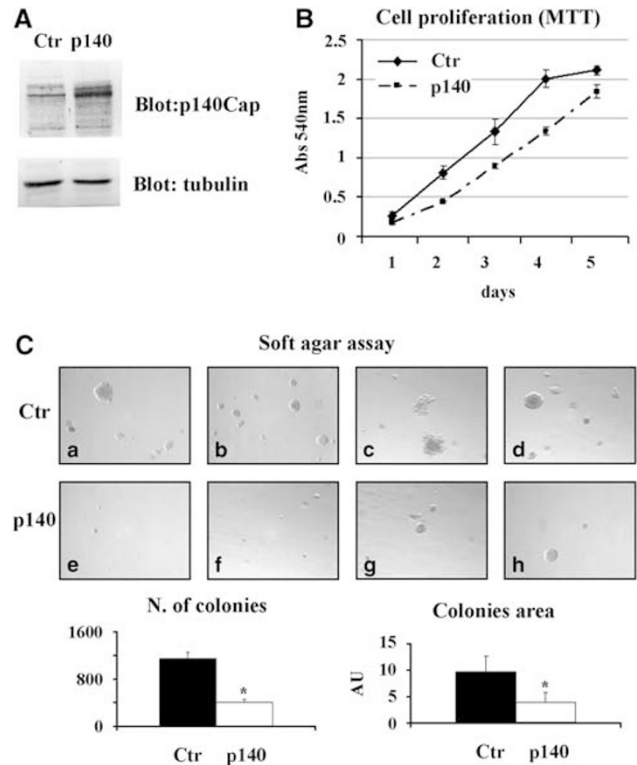 A
Ctr p140
Blot:p140Cap
Blot: tubulin
B
Cell proliferation (MTT)
Ctr
p140
Abs 540nm
2.5
2
1.5
1
0.5
0
1 2 3 4 5
days
C
Soft agar assay
Ctr
a b c d
p140
e f g h
N. of colonies
1600
800
0
*
Ctr p140
Colonies area
AU
15
10
5
0
*
Ctr p140